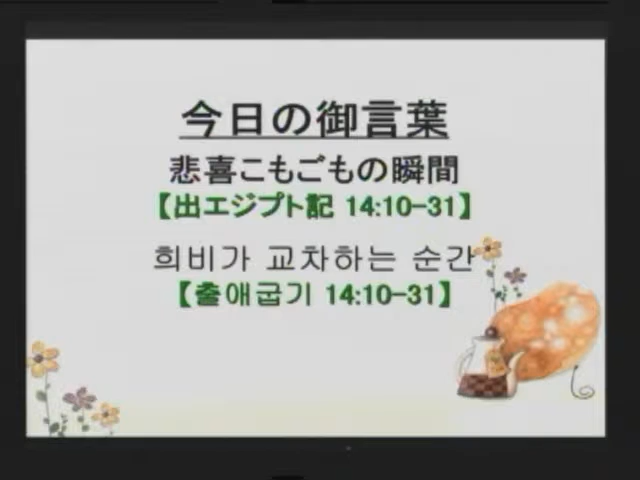 今日の御言葉
悲喜こもごもの瞬間
【出エジプト記 14:10-31】
희비가 교차하는 순간
【출애굽기 14:10-31】